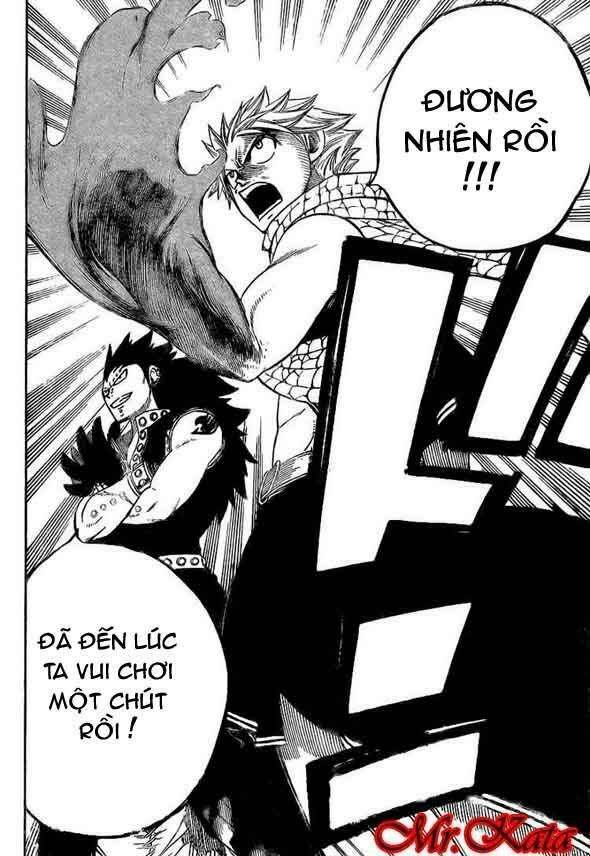 ĐƯƠNG
NHIÊN RỒI
!!!
ĐÃ ĐẾN LÚC
TA VUI CHƠI
MỘT CHÚT
RỒI!
Mr.Kata